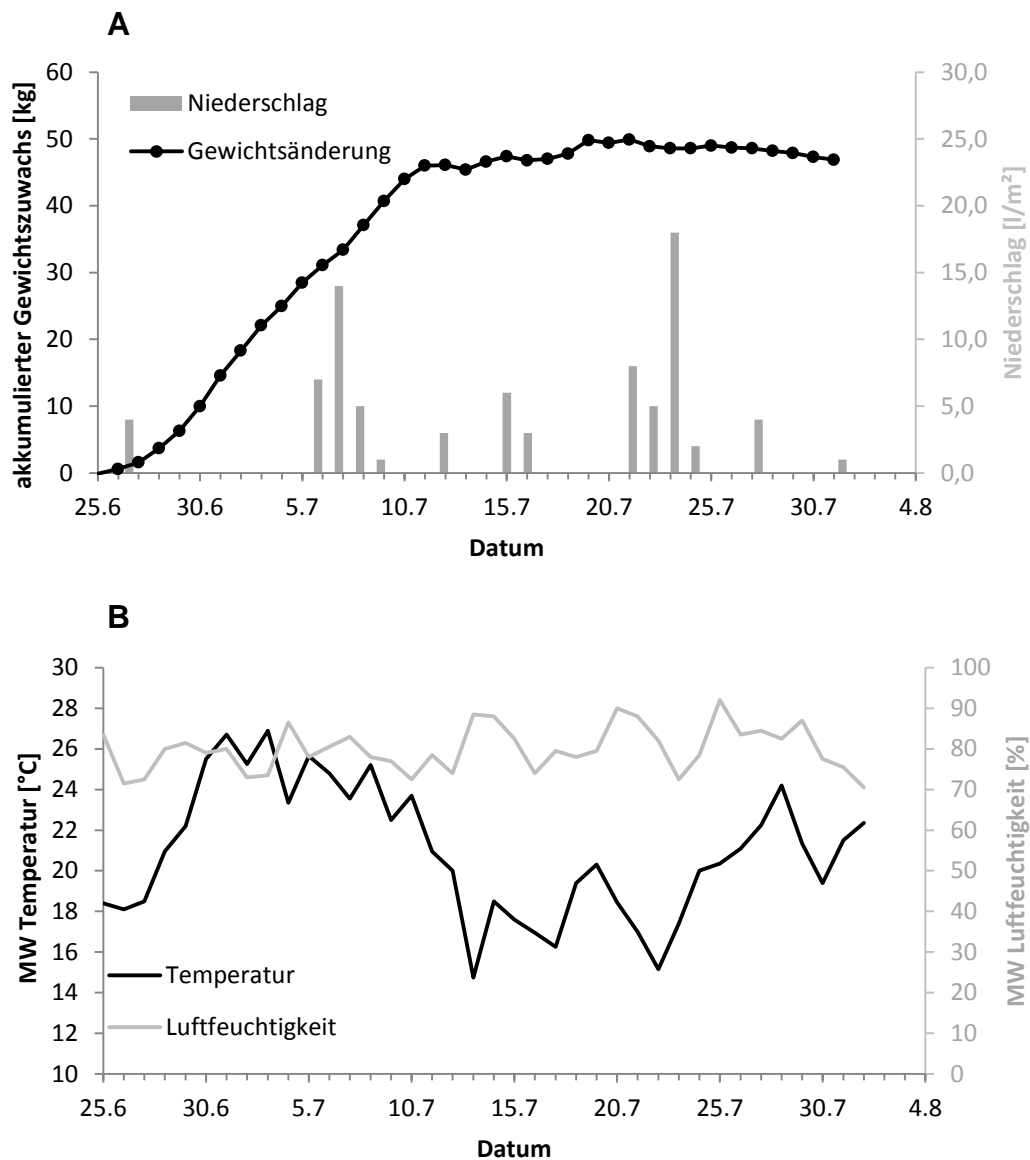 A
akkumulierter Gewichtszuwachs [kg]
60
50
40
30
20
10
0
Niederschlag
Gewichtsänderung
30,0
25,0
20,0
15,0
10,0
5,0
0,0
Niederschlag [l/m²]
25.6 30.6 5.7 10.7 15.7 20.7 25.7 30.7 4.8
Datum
B
MW Temperatur [°C]
30
28
26
24
22
20
18
16
14
12
10
Temperatur
Luftfeuchtigkeit
100
90
80
70
60
50
40
30
20
10
0
MW Luftfeuchtigkeit [%]
25.6 30.6 5.7 10.7 15.7 20.7 25.7 30.7 4.8
Datum